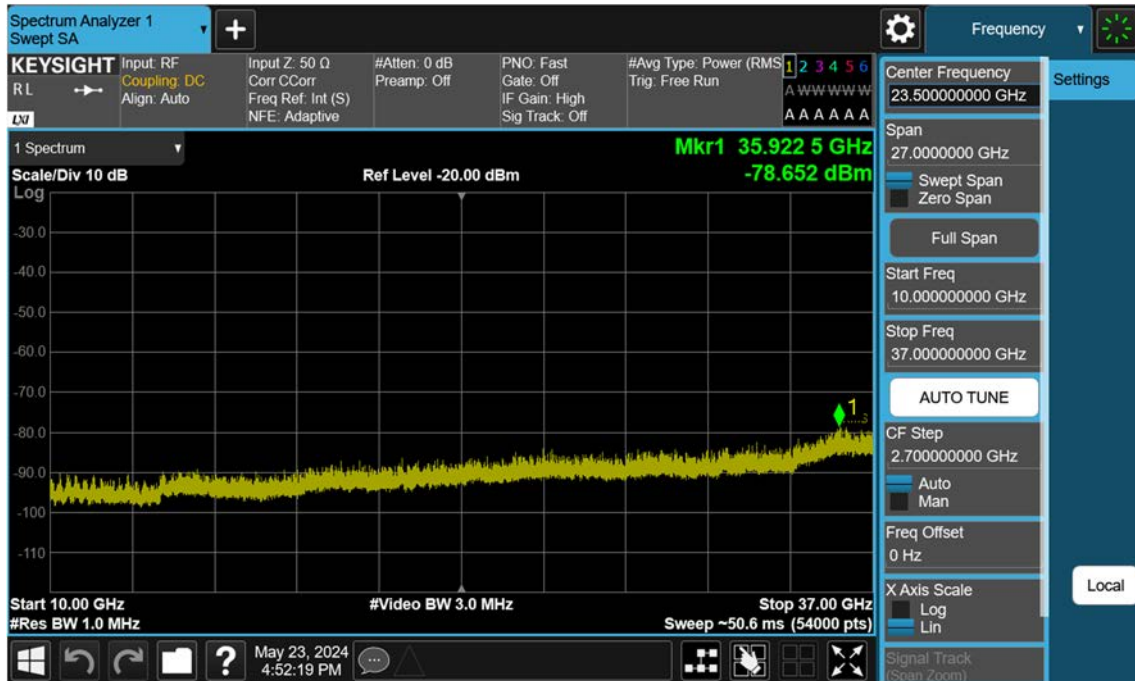 Spectrum Analyzer 1
Swept SA
+
Frequency
KEYSIGHT
R L
LXI
Input: RF
Coupling: DC
Align: Auto
Input Z: 50 Ω
Corr CCorr
Freq Ref: Int (S)
NFE: Adaptive
#Atten: 0 dB
Preamp: Off
PNO: Fast
Gate: Off
IF Gain: High
Sig Track: Off
#Avg Type: Power (RMS
Trig: Free Run
1 2 3 4 5 6
A W W W W W
A A A A A A
1 Spectrum
Scale/Div 10 dB
Log
Ref Level -20.00 dBm
Mkr1 35.922 5 GHz
-78.652 dBm
-30.0
-40.0
-50.0
-60.0
-70.0
-80.0
-90.0
-100
-110
1
Start 10.00 GHz
#Res BW 1.0 MHz
#Video BW 3.0 MHz
Stop 37.00 GHz
Sweep ~50.6 ms (54000 pts)
?
May 23, 2024
4:52:19 PM
Center Frequency
23.500000000 GHz
Span
27.0000000 GHz
Swept Span
Zero Span
Full Span
Start Freq
10.000000000 GHz
Stop Freq
37.000000000 GHz
AUTO TUNE
CF Step
2.700000000 GHz
Auto
Man
Freq Offset
0 Hz
X Axis Scale
Log
Lin
Signal Track
(Span Zoom)
Settings
Local